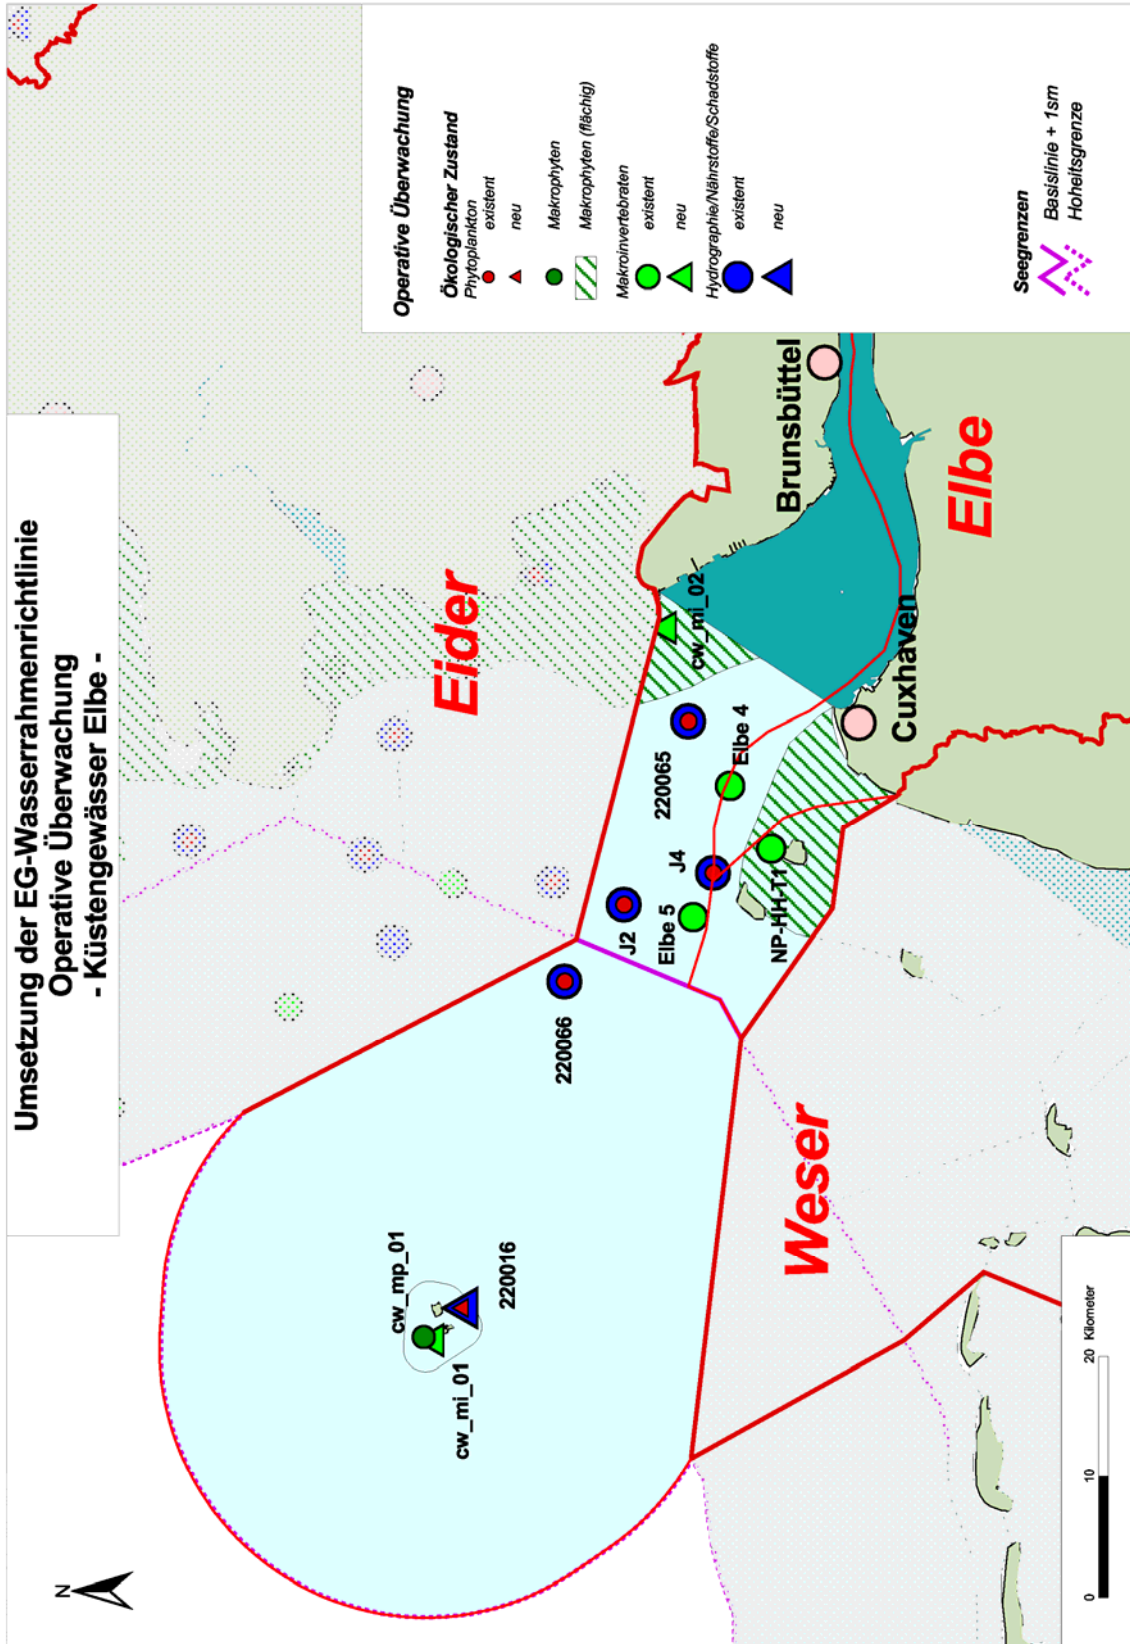 Umsetzung der EG-Wasserrahmenrichtlinie
Operative Überwachung
- Küstengewässer Elbe -
N
Eider
Weser
Elbe
cw_mp_01
cw_mi_01
220016
220066
J2
Elbe 5
J4
220065
Elbe 4
NP-HH-T1
cw_mi_02
Cuxhaven
Brunsbüttel
Operative Überwachung
Ökologischer Zustand
Phytoplankton
existent
neu
Makrophyten
Makrophyten (flächig)
Makroinvertebraten
existent
neu
Hydrographie/Nährstoffe/Schadstoffe
existent
neu
Seegrenzen
Basislinie + 1sm
Hoheitsgrenze
0 10 20 Kilometer